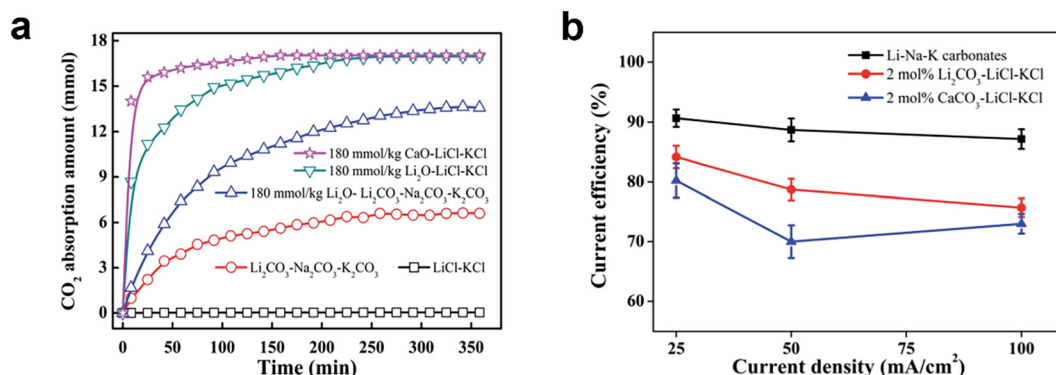 a
CO₂ absorption amount (mmol)
18
15
12
9
6
3
0
180 mmol/kg CaO-LiCl-KCl
180 mmol/kg Li₂O-LiCl-KCl
180 mmol/kg Li₂O- Li₂CO₃-Na₂CO₃-K₂CO₃
Li₂CO₃-Na₂CO₃-K₂CO₃
LiCl-KCl
0 50 100 150 200 250 300 350
Time (min)
b
Current efficiency (%)
100
90
80
70
60
Li-Na-K carbonates
2 mol% Li₂CO₃-LiCl-KCl
2 mol% CaCO₃-LiCl-KCl
25 50 100
Current density (mA/cm²)